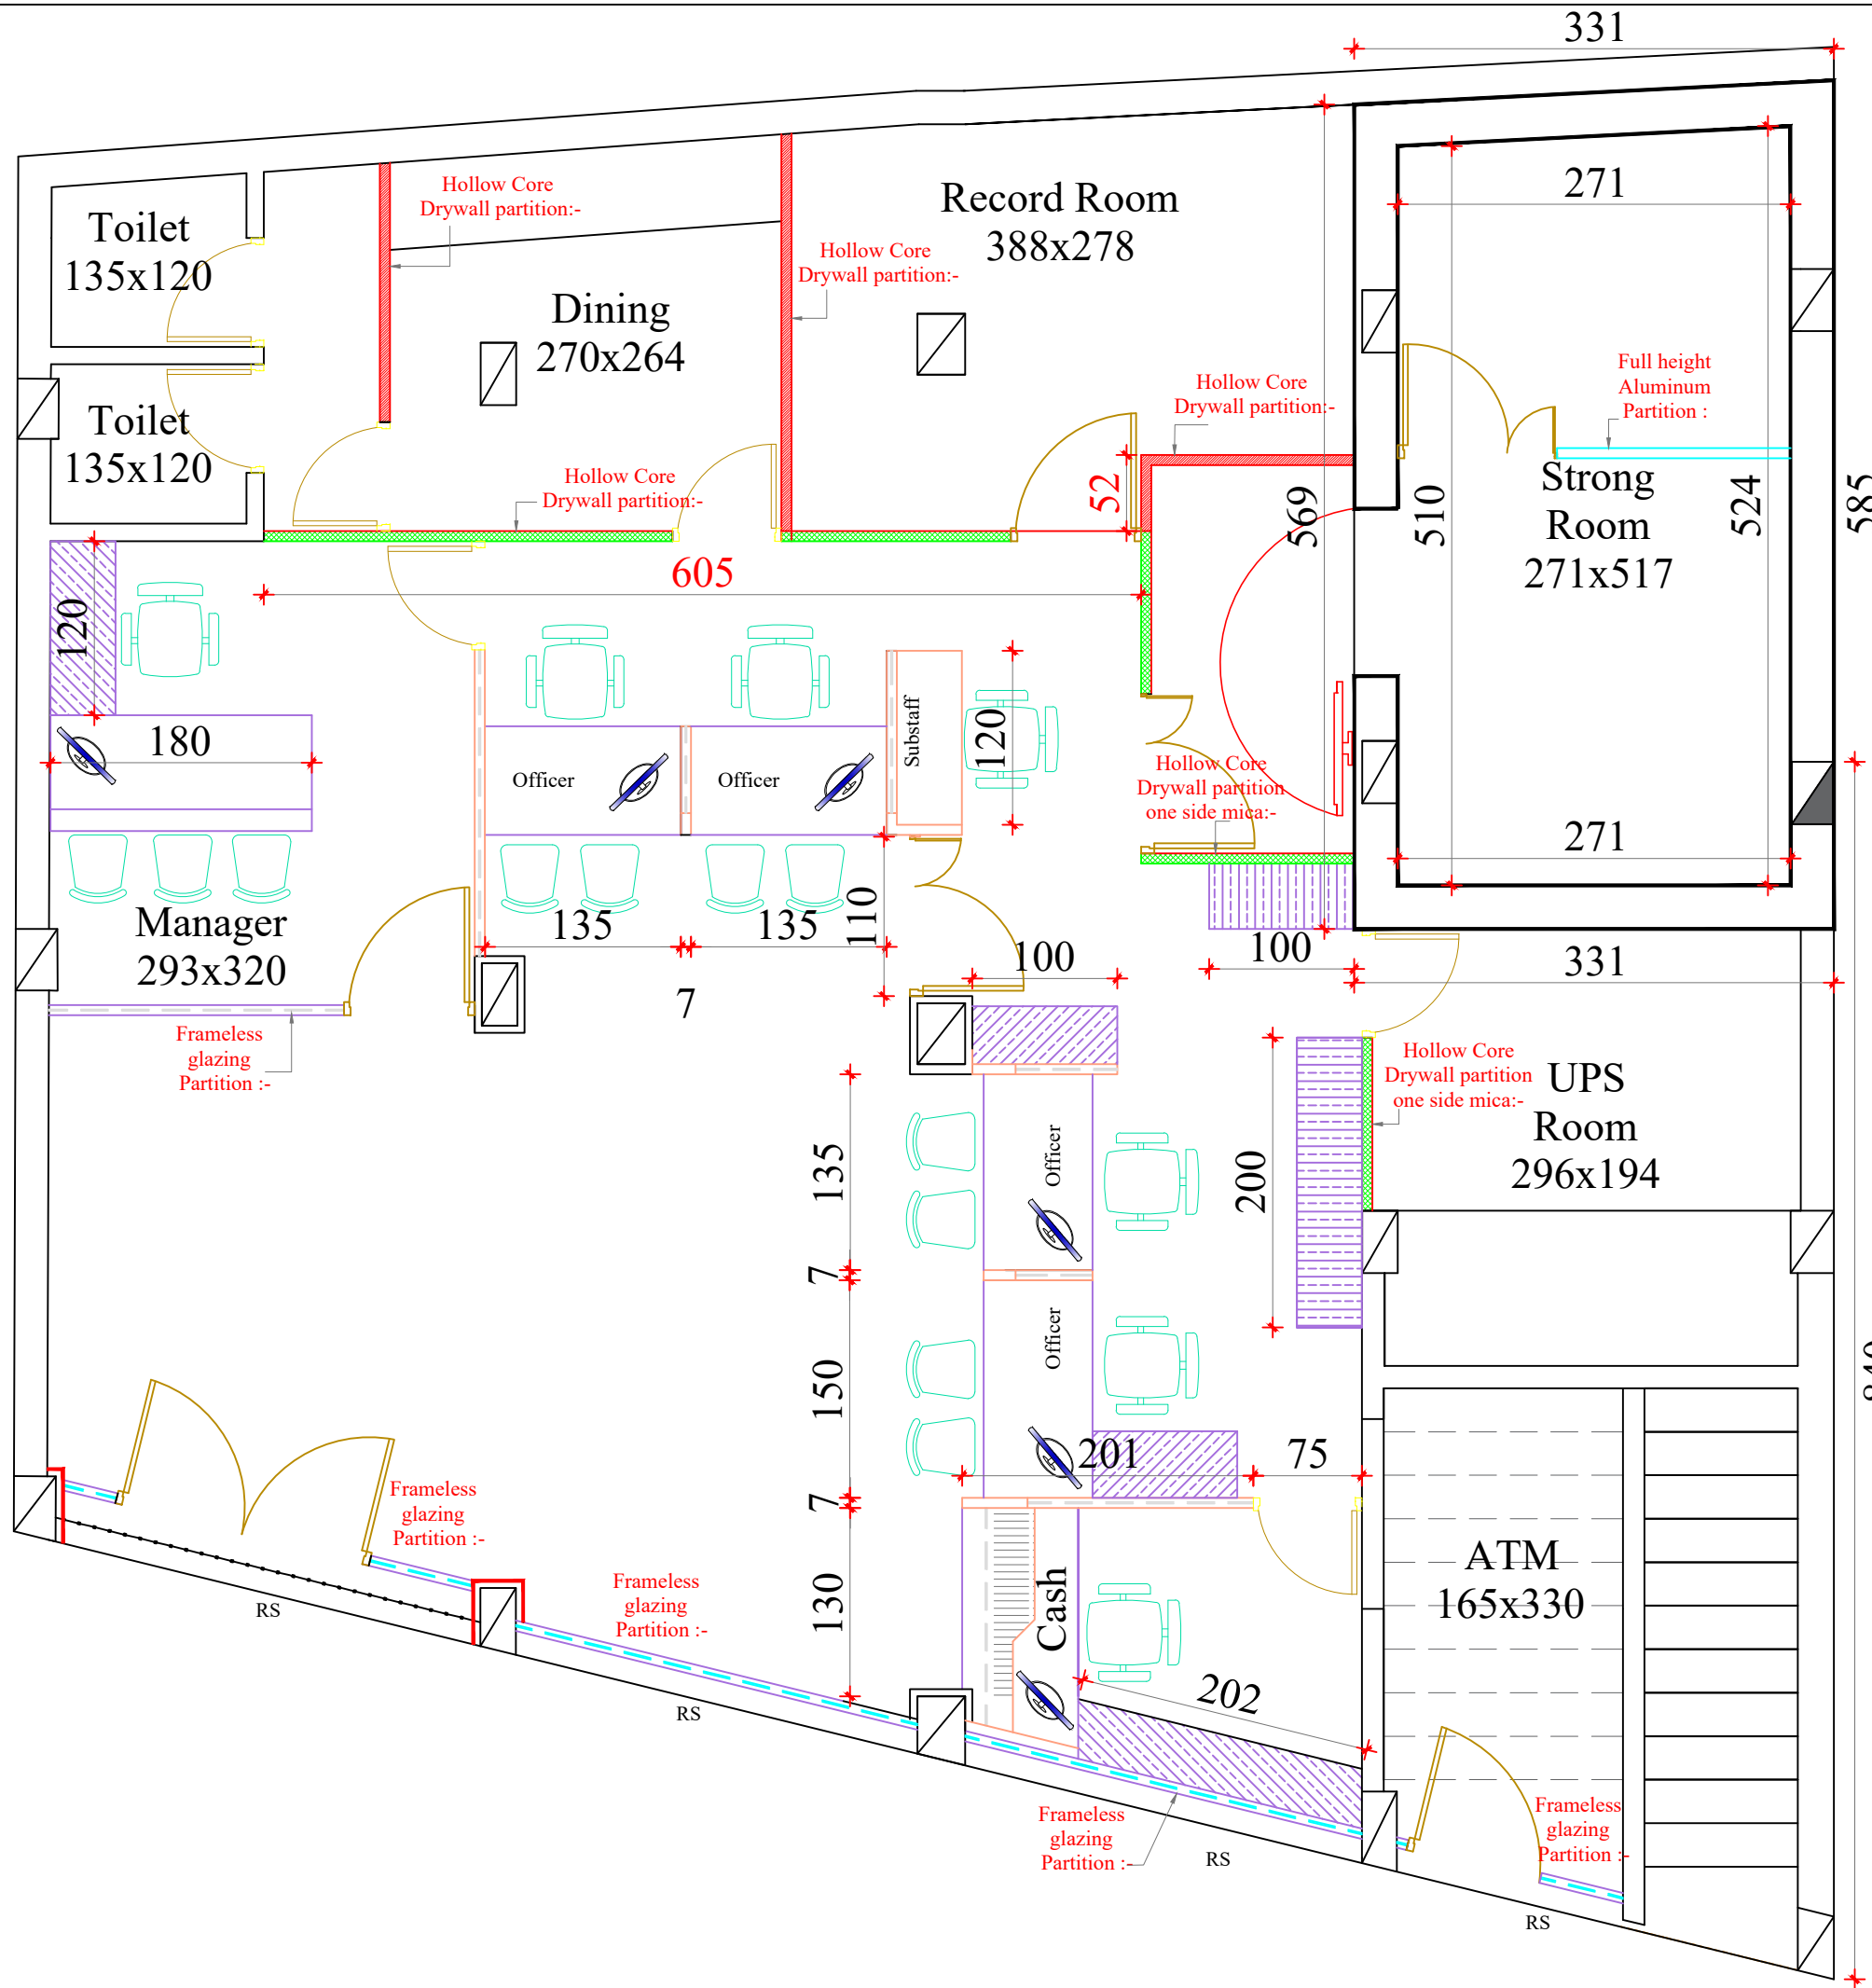 331
271
Hollow Core
Drywall partition:-
Record Room
388x278
Toilet
135x120
Hollow Core
Drywall partition:-
Dining
270x264
Full height
Aluminum
Partition :
Hollow Core
Drywall partition:-
Toilet
135x120
Hollow Core
Drywall partition:-
52
569
510
Strong
Room
271x517
524
585
605
120
180
Officer
Officer
Substaff
120
Hollow Core
Drywall partition
one side mica:-
271
Manager
293x320
135
135
110
7
100
100
331
Frameless
glazing
Partition :-
Hollow Core
Drywall partition
one side mica:-
UPS
Room
296x194
135
Officer
200
7
Officer
150
840
201
75
Frameless
glazing
Partition :-
7
RS
Frameless
glazing
Partition :-
130
Cash
ATM
165x330
202
RS
Frameless
glazing
Partition :-
RS
Frameless
glazing
Partition :-
RS